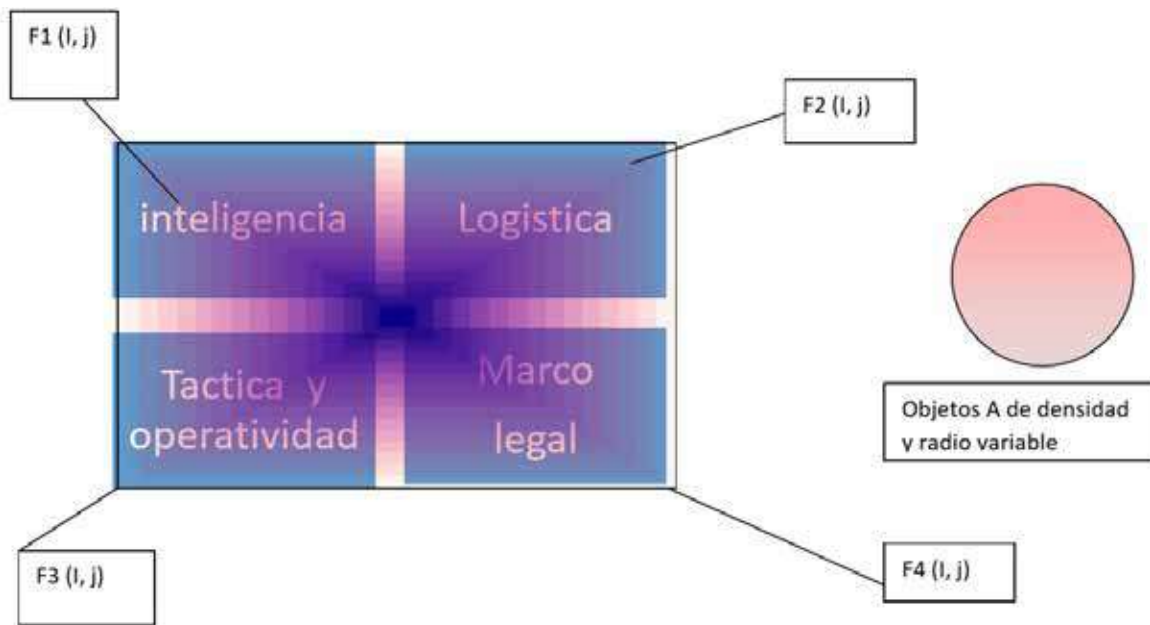 F1 (I, j)
F2 (I, j)
inteligencia
Logistica
Tactica y
operatividad
Marco
legal
Objetos A de densidad
y radio variable
F3 (I, j)
F4 (I, j)